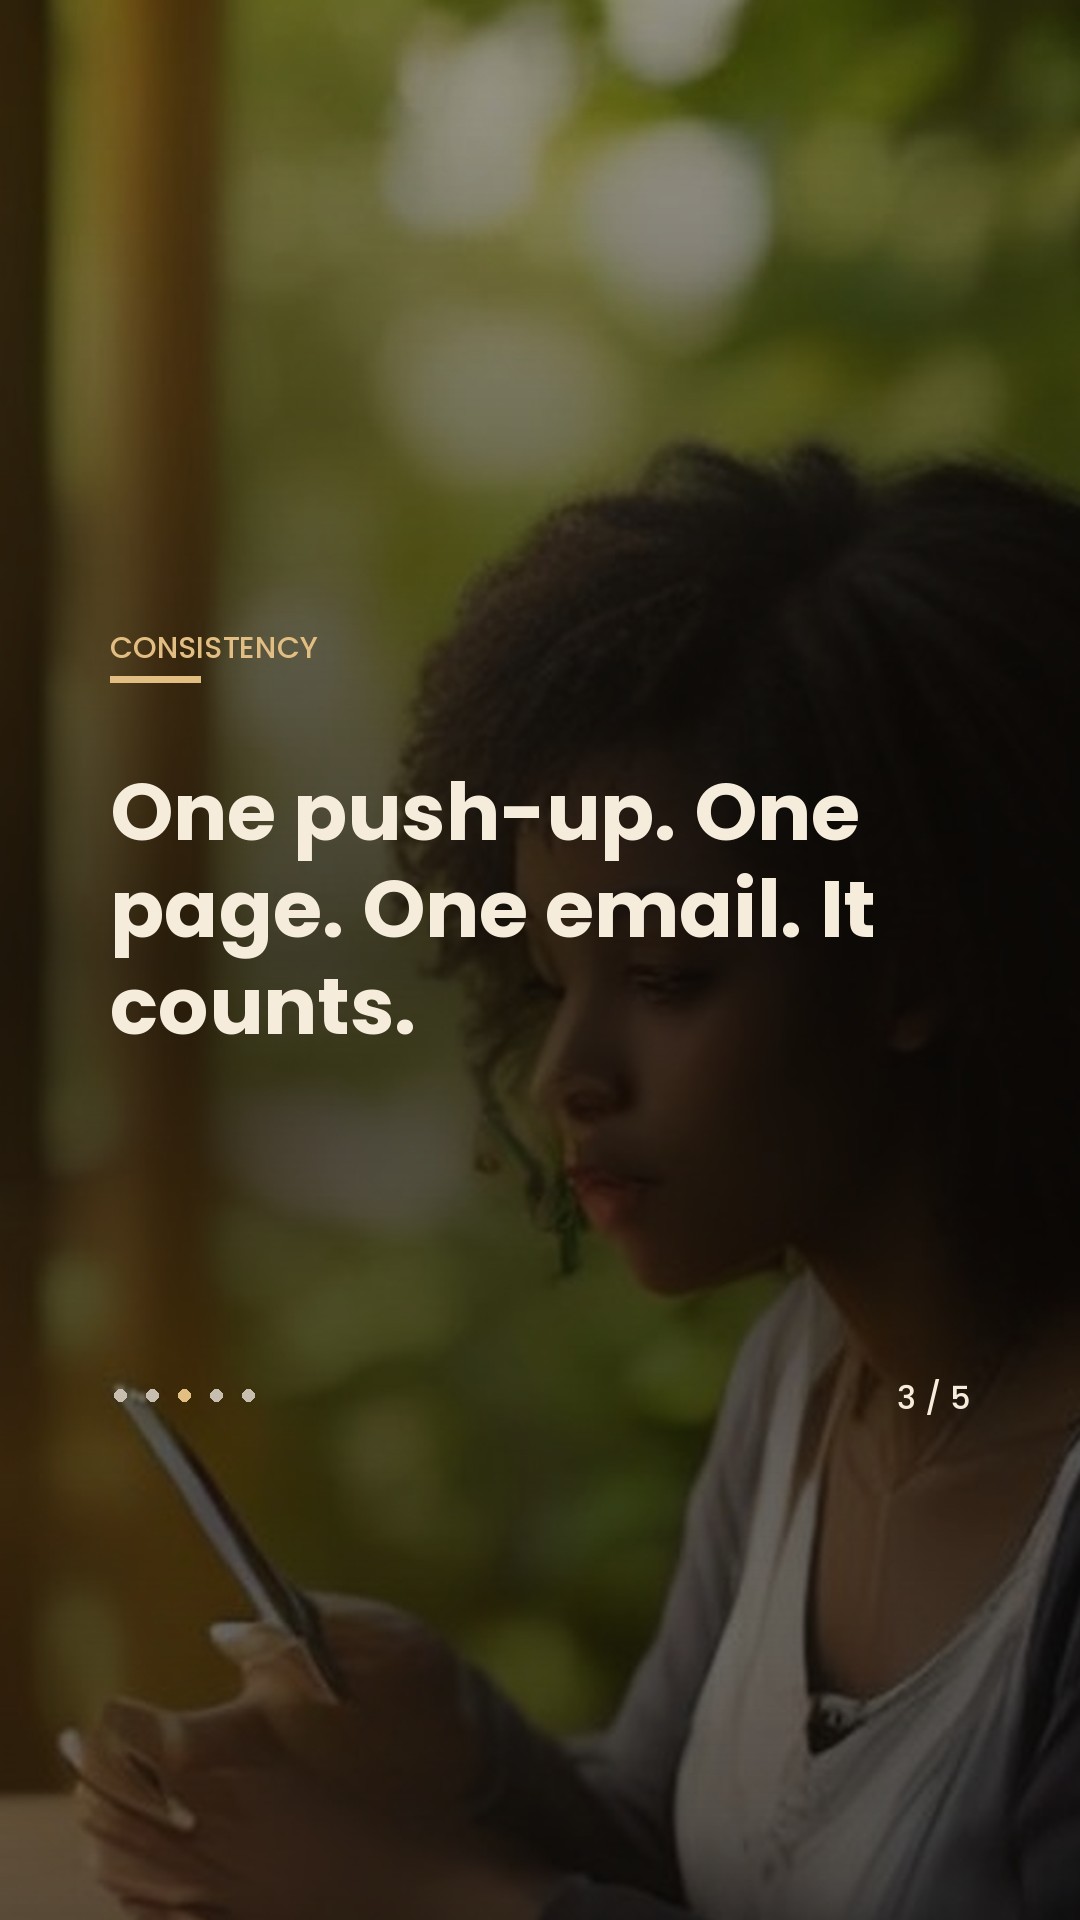 CONSISTENCY
One push-up. One
page. One email. It
counts.
3 / 5